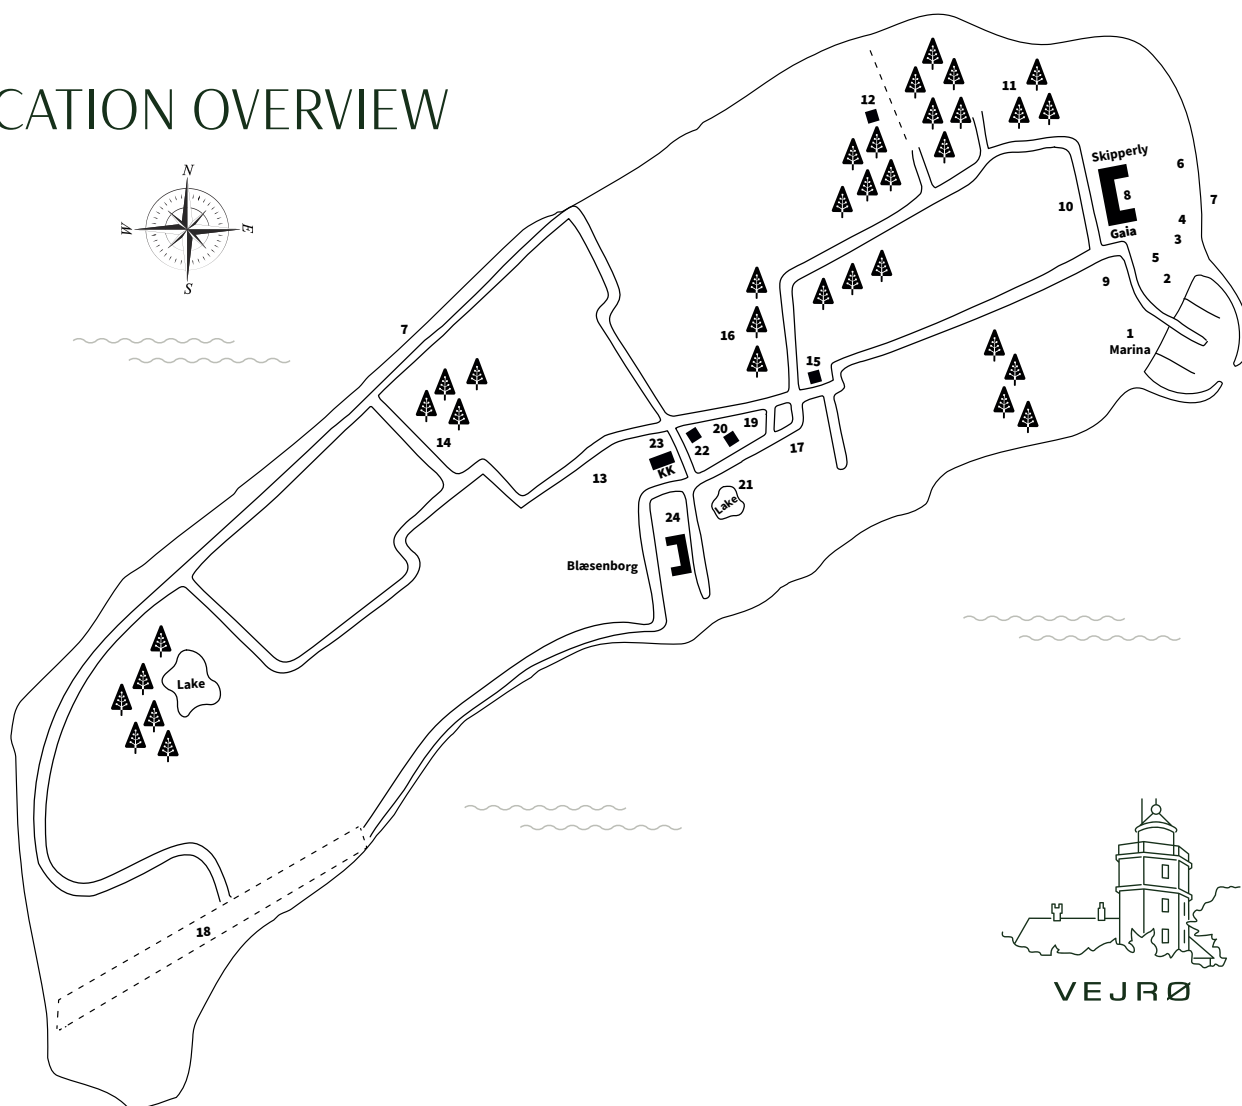 CATION OVERVIEW
N
W
E
S
11
12
Skipperly
6
8
7
10
4
Gaia
3
5
2
9
7
16
1
Marina
15
14
19
20
23
22
17
KK
13
21
Lake
24
Blæsenborg
Lake
18
VEJRØ